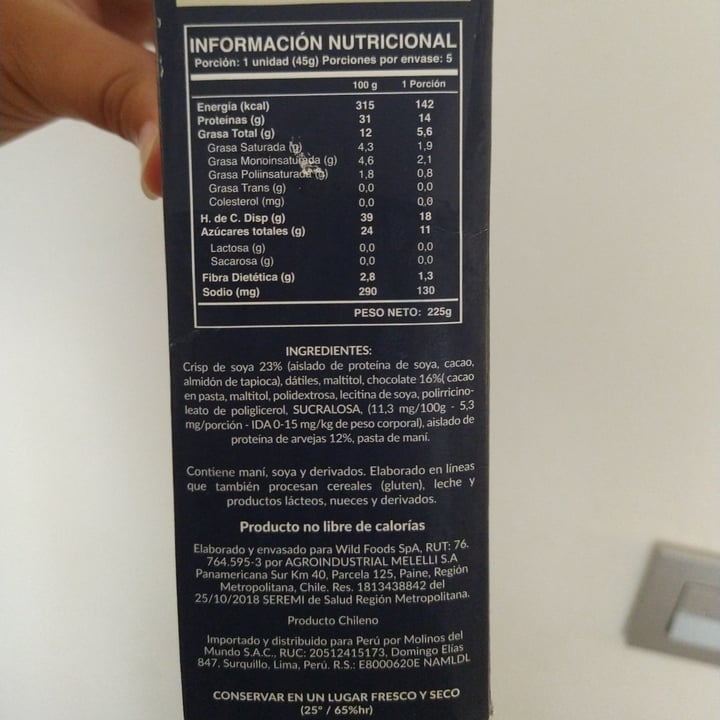 INFORMACIÓN NUTRICIONAL
Porción: 1 unidad (45g) Porciones por envase: 5
100 g 1 Porción
Energía (kcal) 315 142
Proteínas (g) 31 14
Grasa Total (g) 12 5,6
Grasa Saturada (g) 4,3 1,9
Grasa Monoinsaturada (g) 4,6 2,1
Grasa Poliinsaturada (g) 1,8 0,8
Grasa Trans (g) 0,0 0,0
Colesterol (mg) 0,0 0,0
H. de C. Disp (g) 39 18
Azúcares totales (g) 24 11
Lactosa (g) 0,0 0,0
Sacarosa (g) 0,0 0,0
Fibra Dietética (g) 2,8 1,3
Sodio (mg) 290 130
PESO NETO: 225g
INGREDIENTES:
Crisp de soya 23% (aislado de proteína de soya, cacao,
almidón de tapioca), dátiles, maltitol, chocolate 16%( cacao
en pasta, maltitol, polidextrosa, lecitina de soya, polirricino-
leato de poliglicerol, SUCRALOSA, (11,3 mg/100g - 5,3
mg/porción - IDA 0-15 mg/kg de peso corporal), aislado de
proteína de arvejas 12%, pasta de maní.
Contiene maní, soya y derivados. Elaborado en líneas
que también procesan cereales (gluten), leche y
productos lácteos, nueces y derivados.
Producto no libre de calorías
Elaborado y envasado para Wild Foods SpA, RUT: 76.
764.595-3 por AGROINDUSTRIAL MELELLI S.A
Panamericana Sur Km 40, Parcela 125, Paine, Región
Metropolitana, Chile. Res. 1813438842 del
25/10/2018 SEREMI de Salud Región Metropolitana.
Producto Chileno
Importado y distribuido para Perú por Molinos del
Mundo S.A.C., RUC: 20512415173, Domingo Elías
847. Surquillo, Lima, Perú. R.S.: E8000620E NAMLDL
CONSERVAR EN UN LUGAR FRESCO Y SECO
(25° / 65%hr)